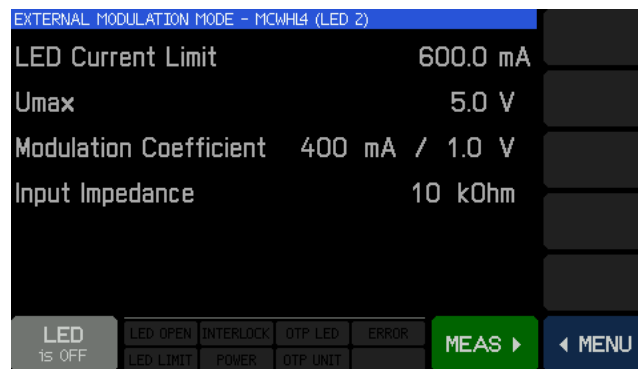 EXTERNAL MODULATION MODE - MCWHL4 (LED 2)
LED Current Limit 600.0 mA
Umax 5.0 V
Modulation Coefficient 400 mA / 1.0 V
Input Impedance 10 kOhm
LED
is OFF
LED OPEN INTERLOCK OTP LED ERROR
LED LIMIT POWER OTP UNIT
MEAS ▶
◀ MENU